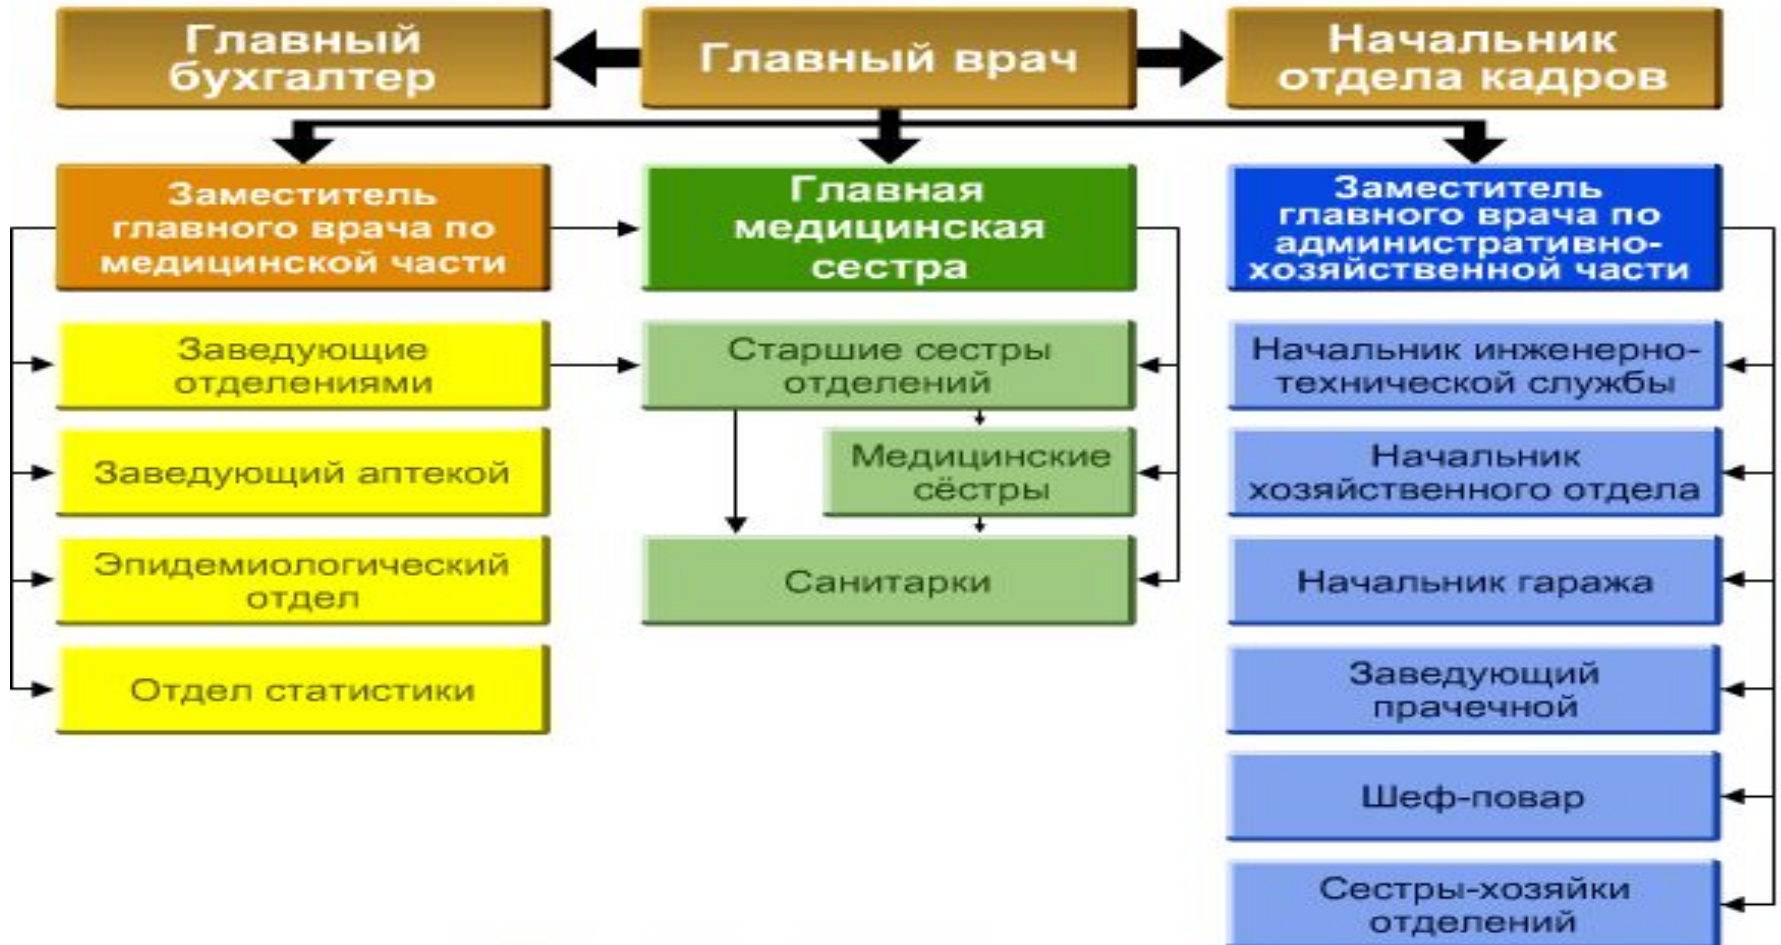 Главный
бухгалтер
Главный врач
Начальник
отдела кадров
Заместитель
главного врача по
медицинской части
Главная
медицинская
сестра
Заместитель
главного врача по
административно-
хозяйственной части
Заведующие
отделениями
Старшие сестры
отделений
Начальник инженерно-
технической службы
Заведующий аптекой
Медицинские
сёстры
Начальник
хозяйственного отдела
Эпидемиологический
отдел
Санитарки
Начальник гаража
Отдел статистики
Заведующий
прачечной
Шеф-повар
Сестры-хозяйки
отделений